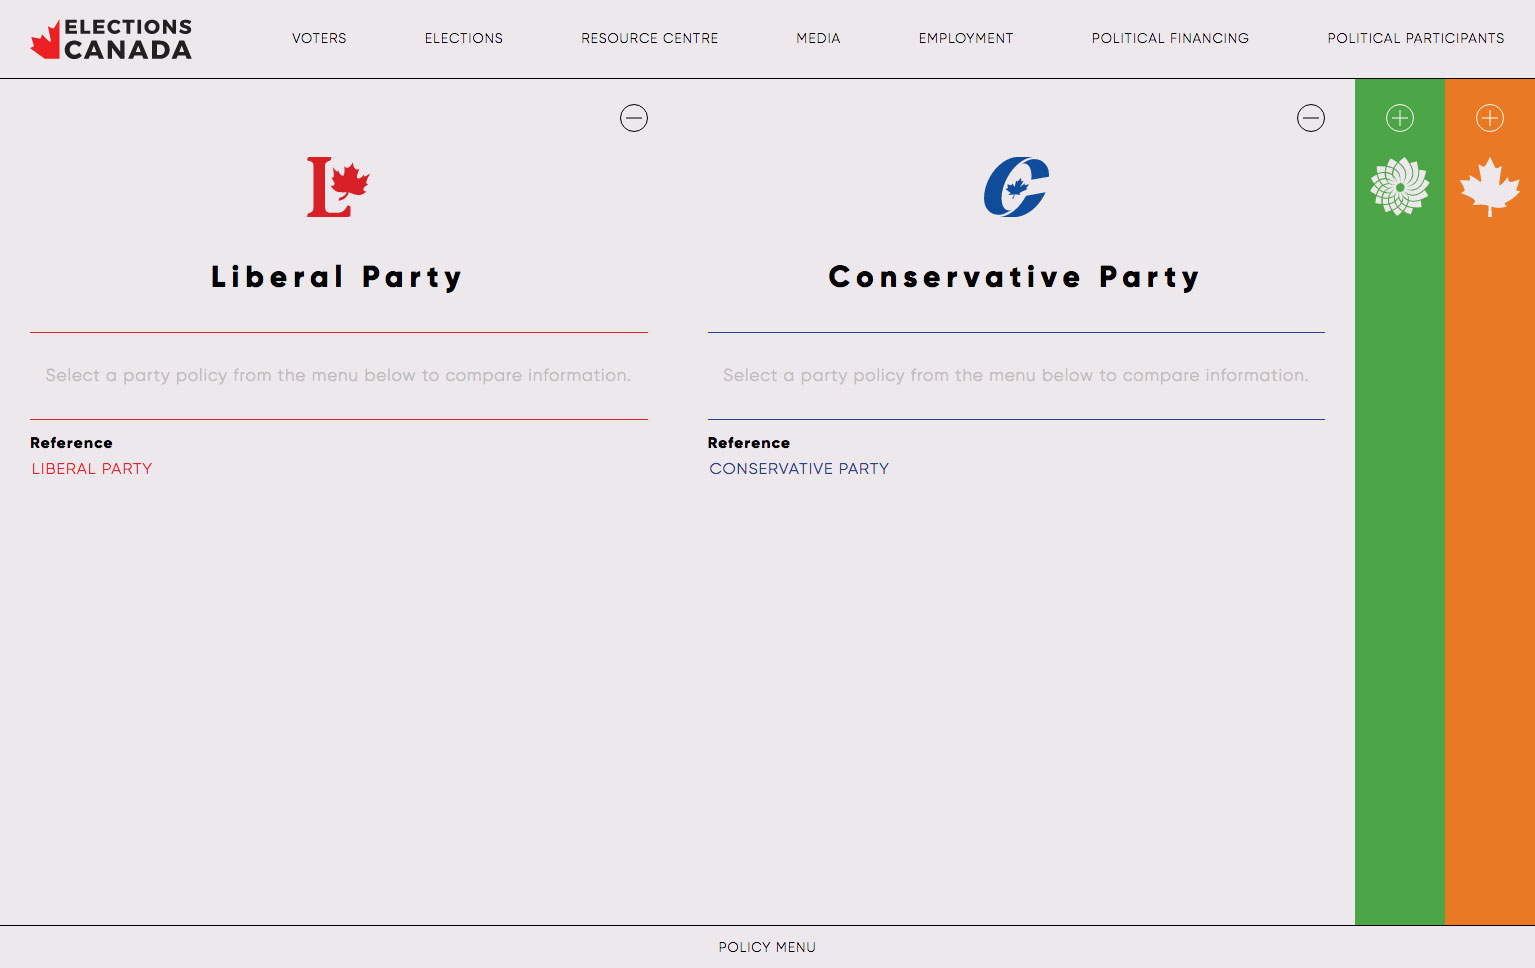 ELECTIONS
CANADA
VOTERS
ELECTIONS
RESOURCE CENTRE
MEDIA
EMPLOYMENT
POLITICAL FINANCING
POLITICAL PARTICIPANTS
L
Liberal Party
Select a party policy from the menu below to compare information.
Reference
LIBERAL PARTY
C
Conservative Party
Select a party policy from the menu below to compare information.
Reference
CONSERVATIVE PARTY
POLICY MENU